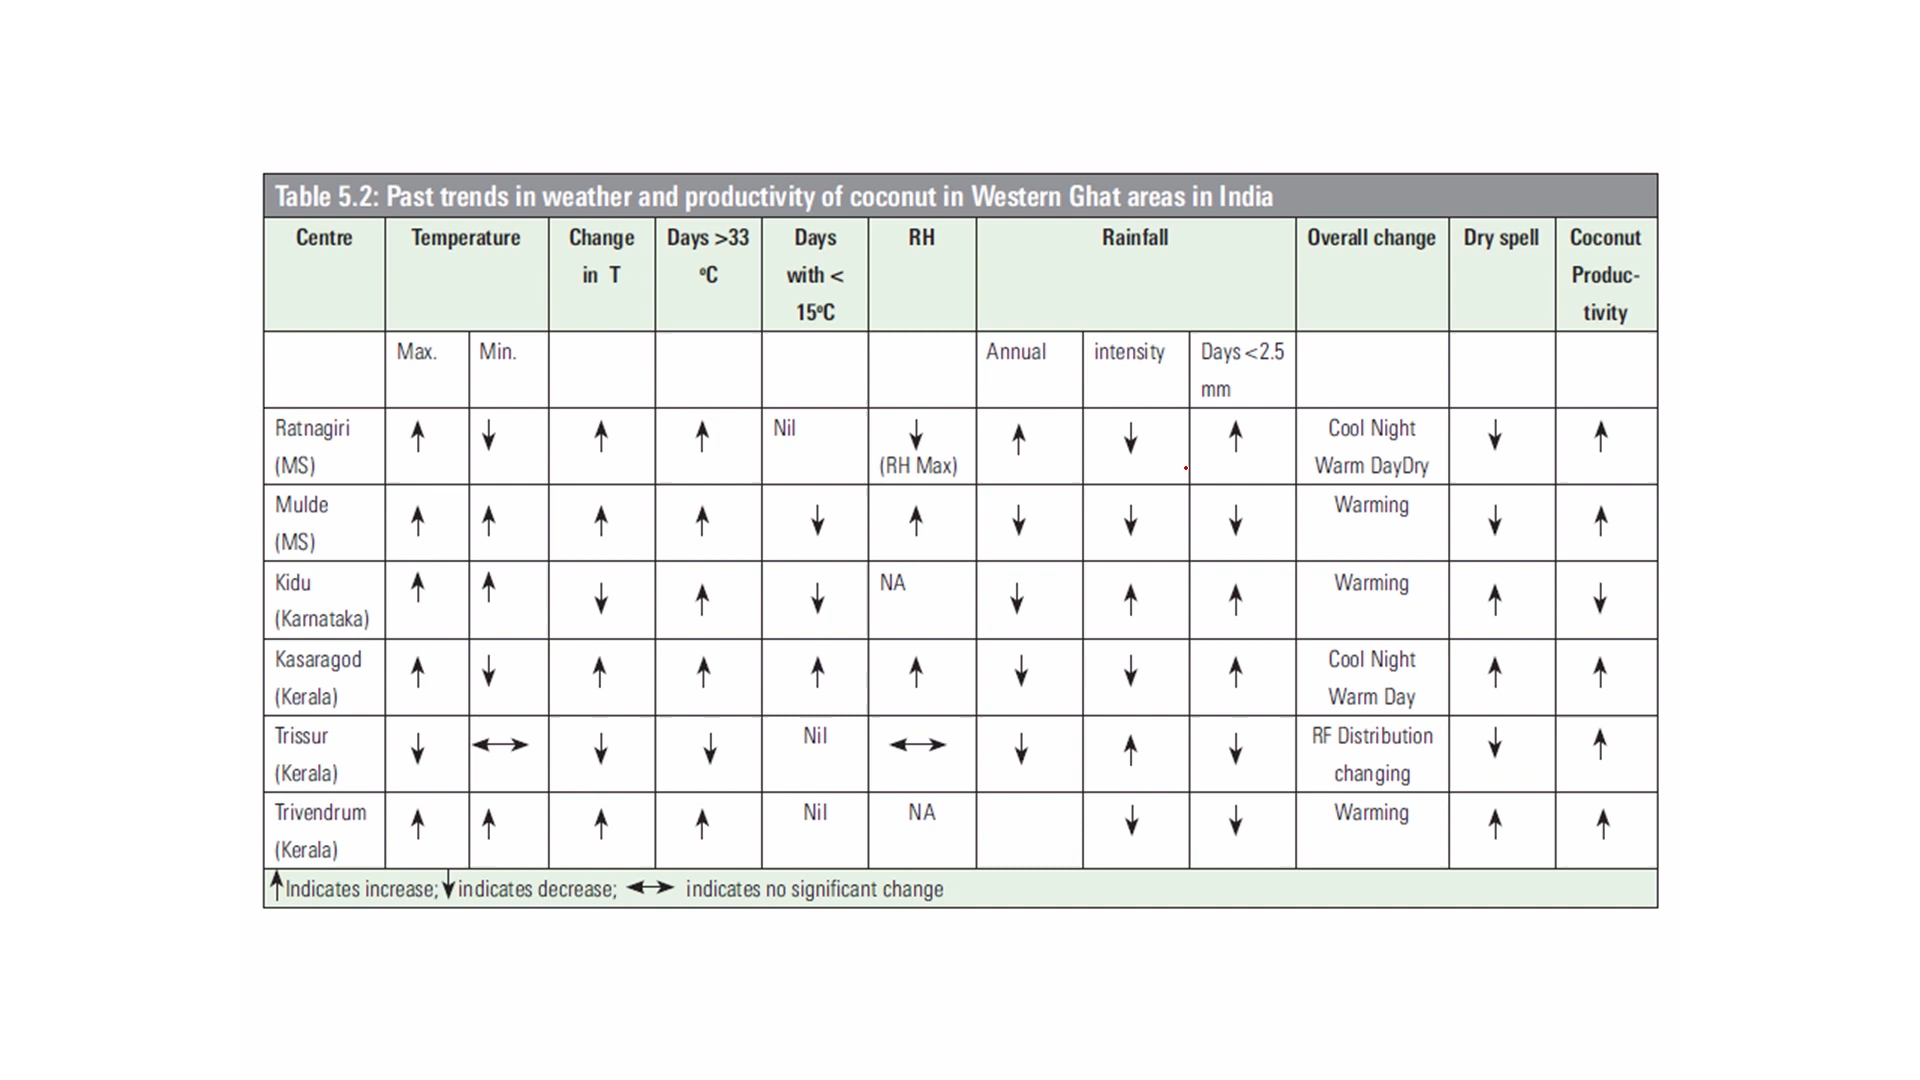 Table 5.2: Past trends in weather and productivity of coconut in Western Ghat areas in India
Centre Temperature Change in T Days >33 ºC Days with < 15ºC RH Rainfall Overall change Dry spell Coconut Produc-tivity
Max. Min. Annual intensity Days <2.5 mm
Ratnagiri (MS) ↑ ↓ ↑ ↑ Nil ↓ (RH Max) ↑ ↓ ↑ Cool Night Warm DayDry ↓ ↑
Mulde (MS) ↑ ↑ ↑ ↑ ↓ ↑ ↓ ↓ ↓ Warming ↓ ↑
Kidu (Karnataka) ↑ ↑ ↓ ↑ ↓ NA ↓ ↑ ↑ Warming ↑ ↓
Kasaragod (Kerala) ↑ ↓ ↑ ↑ ↑ ↑ ↓ ↓ ↑ Cool Night Warm Day ↑ ↑
Trissur (Kerala) ↓ ↔ ↓ ↓ Nil ↔ ↓ ↑ ↓ RF Distribution changing ↓ ↑
Trivendrum (Kerala) ↑ ↑ ↑ ↑ Nil NA ↓ ↓ Warming ↑ ↑
↑Indicates increase; ↓indicates decrease; ↔ indicates no significant change